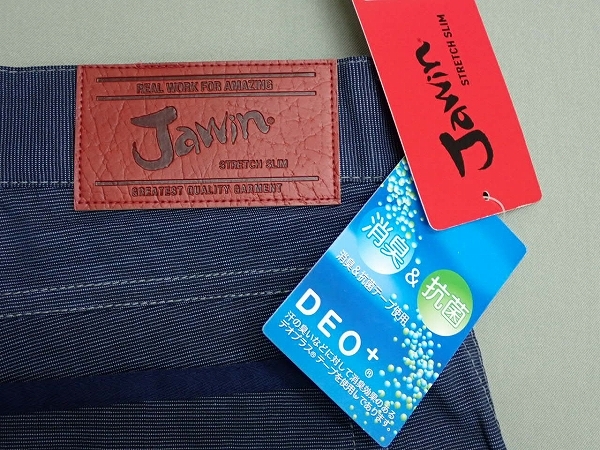 REAL WORK FOR AMAZING
Jawin®
STRETCH SLIM
GREATEST QUALITY GARMENT
Jawin
STRETCH SLIM
消臭
&
抗菌
消臭&抗菌テープ使用
DEO+®
汗の臭いなどに対して消臭効果のある
デオプラス®テープを使用しております。